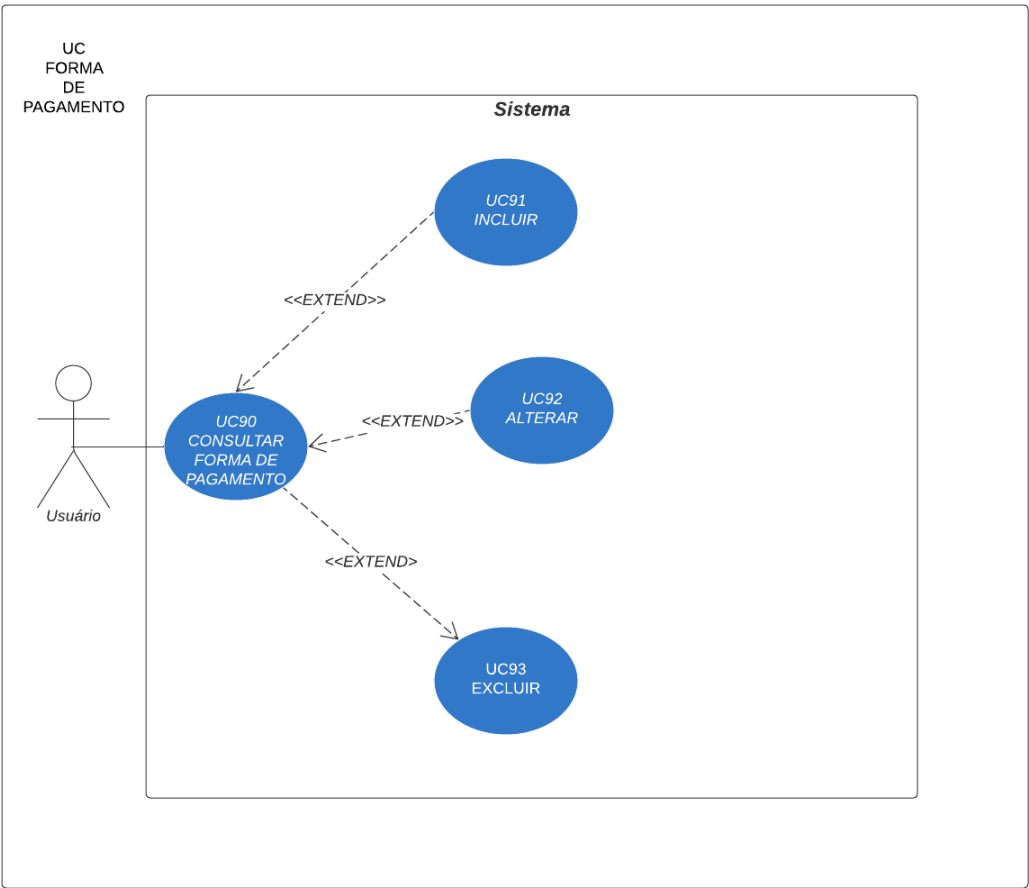 UC
FORMA
DE
PAGAMENTO
Sistema
UC91
INCLUIR
<<EXTEND>>
UC92
ALTERAR
<<EXTEND>>
UC90
CONSULTAR
FORMA DE
PAGAMENTO
Usuário
<<EXTEND>
UC93
EXCLUIR